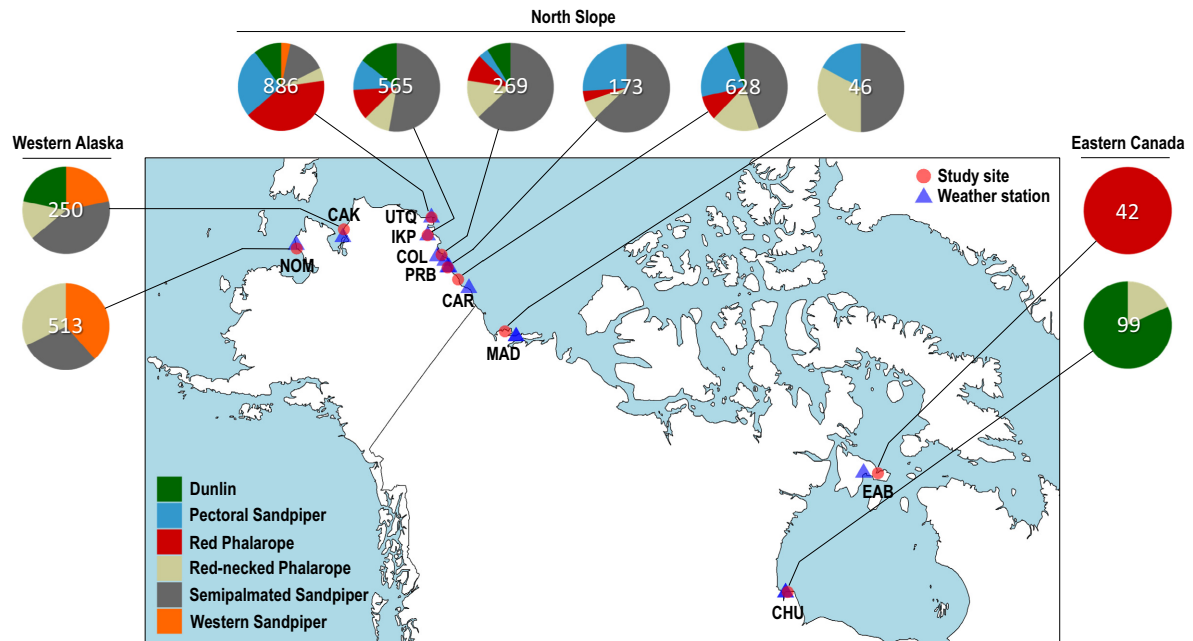 North Slope
886
565
269
173
628
46
Western Alaska
250
513
Eastern Canada
42
99
Study site
Weather station
CAK
NOM
UTQ
IKP
COL
PRB
CAR
MAD
EAB
CHU
Dunlin
Pectoral Sandpiper
Red Phalarope
Red-necked Phalarope
Semipalmated Sandpiper
Western Sandpiper